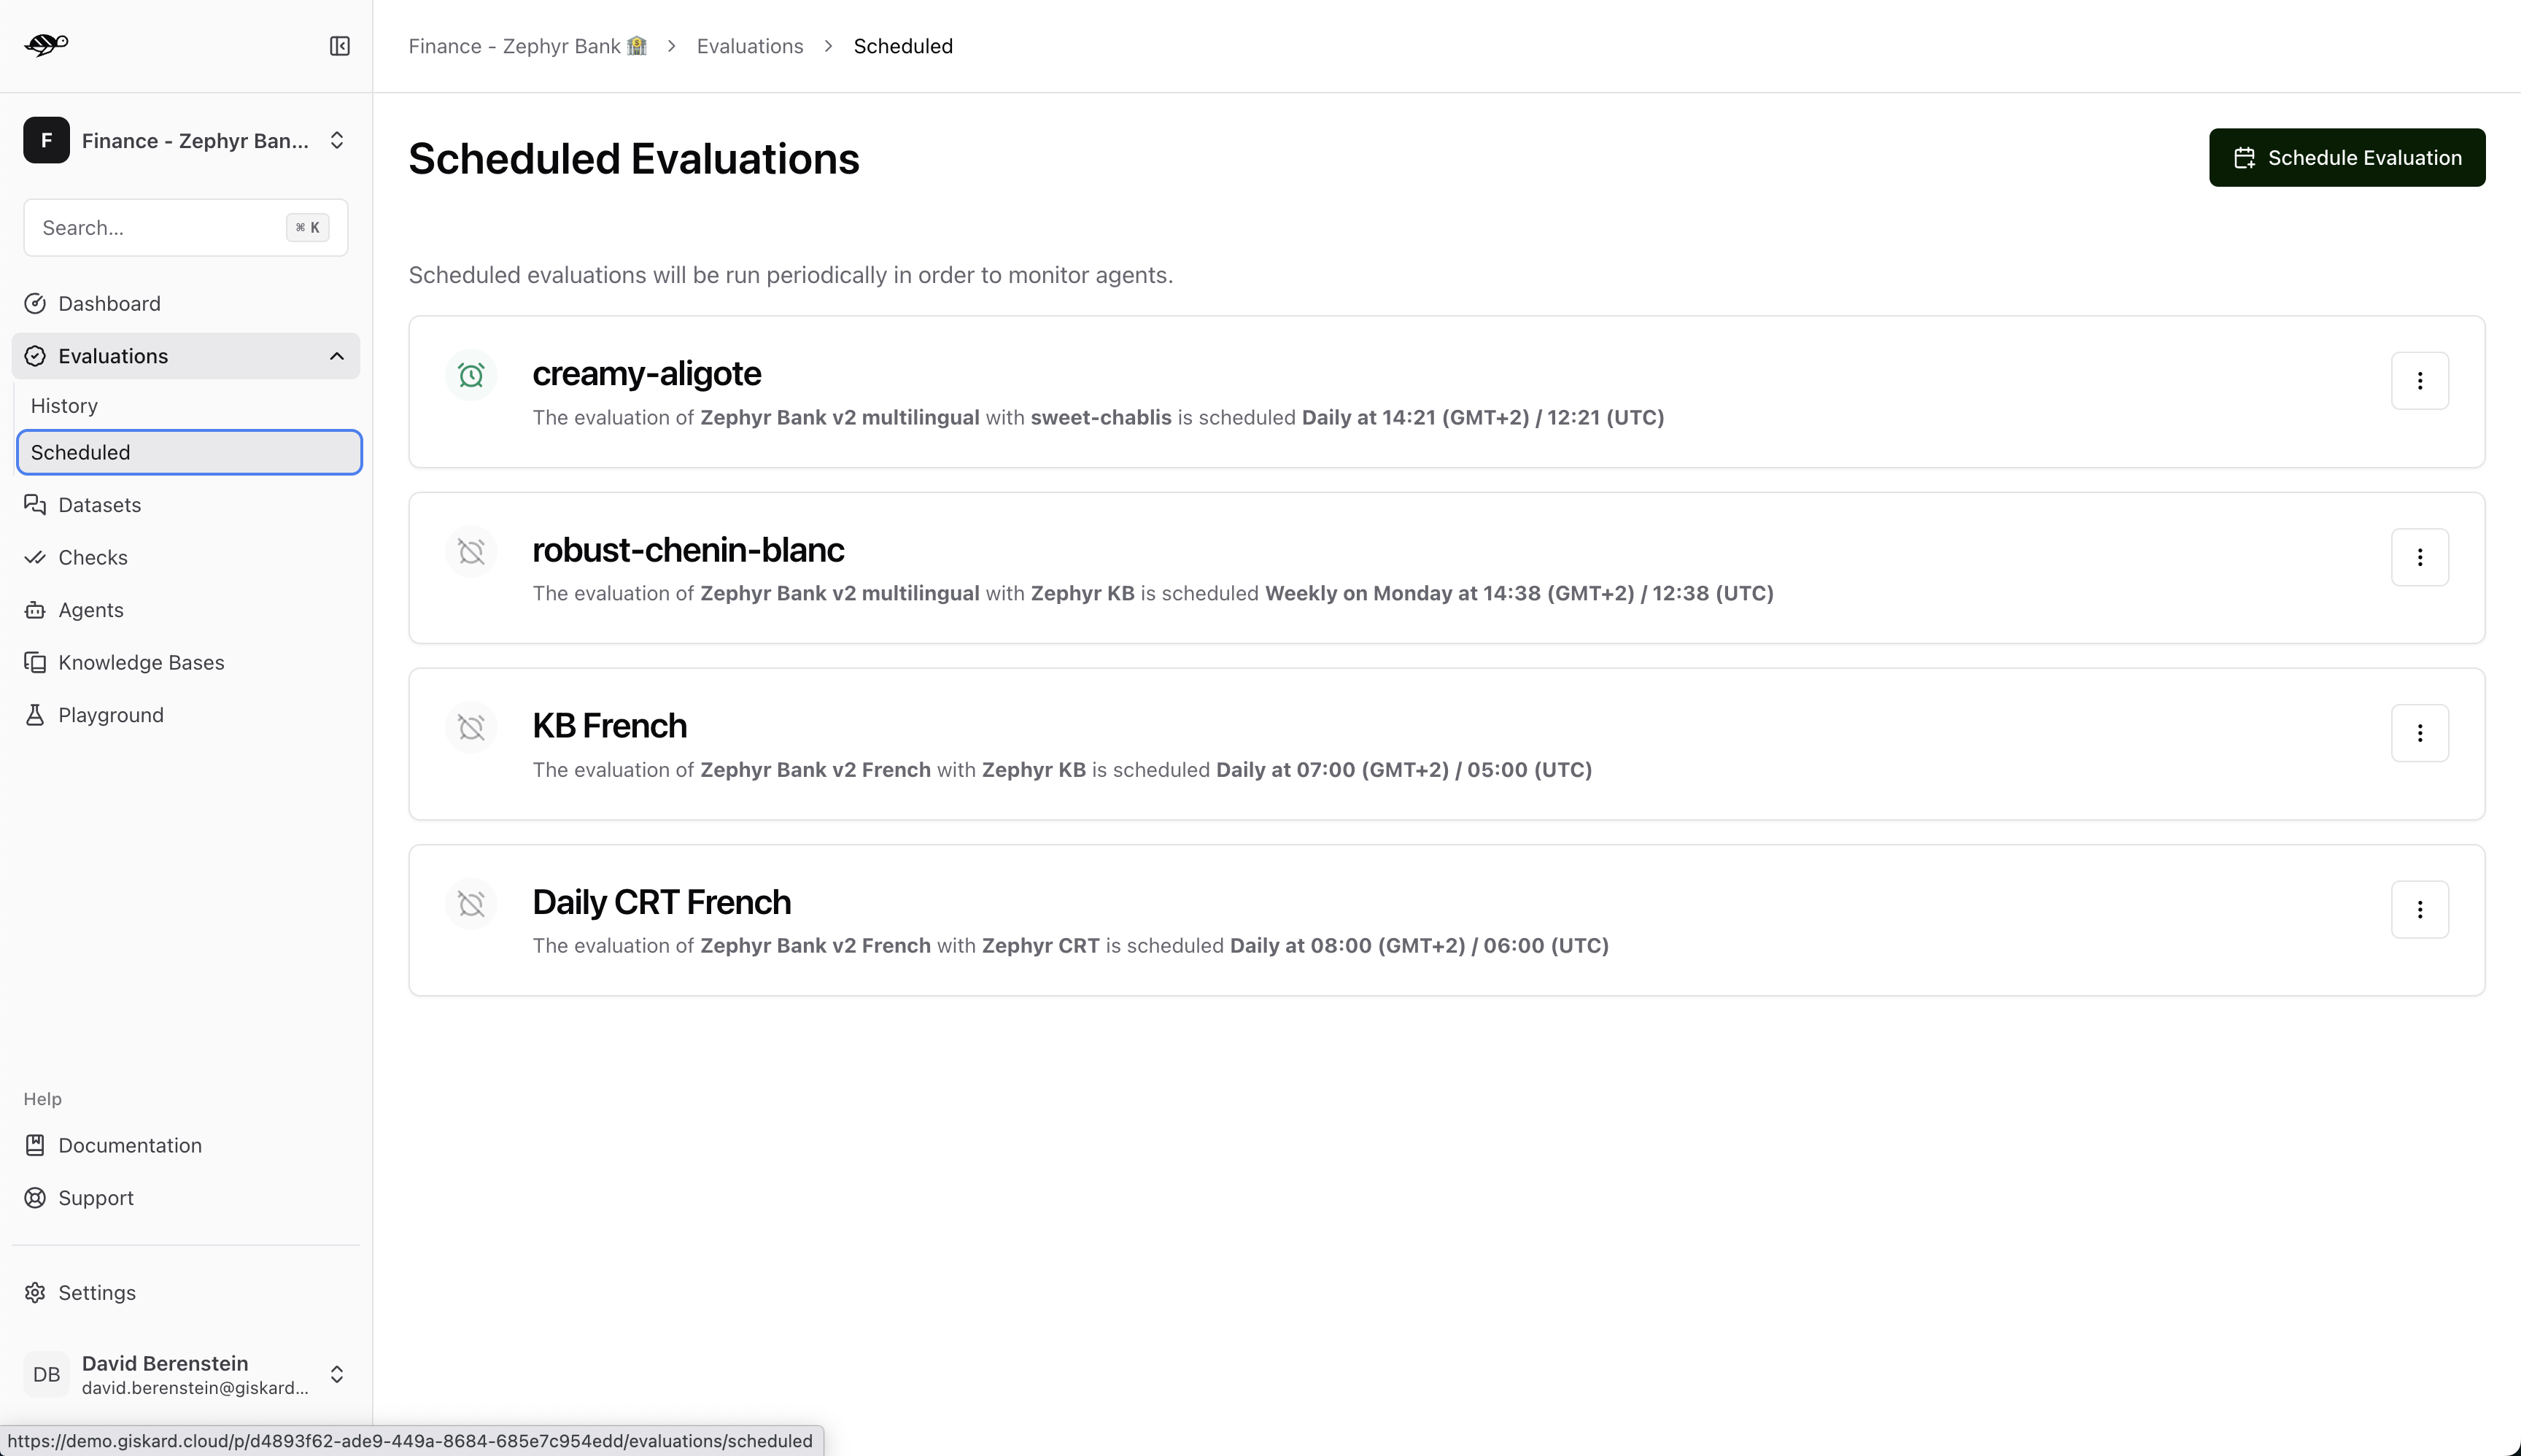 Finance - Zephyr Bank > Evaluations > Scheduled
F Finance - Zephyr Ban...
Search... ⌘ K
Dashboard
Evaluations
History
Scheduled
Datasets
Checks
Agents
Knowledge Bases
Playground
Help
Documentation
Support
Settings
DB David Berenstein
david.berenstein@giskard...
https://demo.giskard.cloud/p/d4893f62-ade9-449a-8684-685e7c954edd/evaluations/scheduled
Scheduled Evaluations
Schedule Evaluation
Scheduled evaluations will be run periodically in order to monitor agents.
creamy-aligote
The evaluation of Zephyr Bank v2 multilingual with sweet-chablis is scheduled Daily at 14:21 (GMT+2) / 12:21 (UTC)
robust-chenin-blanc
The evaluation of Zephyr Bank v2 multilingual with Zephyr KB is scheduled Weekly on Monday at 14:38 (GMT+2) / 12:38 (UTC)
KB French
The evaluation of Zephyr Bank v2 French with Zephyr KB is scheduled Daily at 07:00 (GMT+2) / 05:00 (UTC)
Daily CRT French
The evaluation of Zephyr Bank v2 French with Zephyr CRT is scheduled Daily at 08:00 (GMT+2) / 06:00 (UTC)